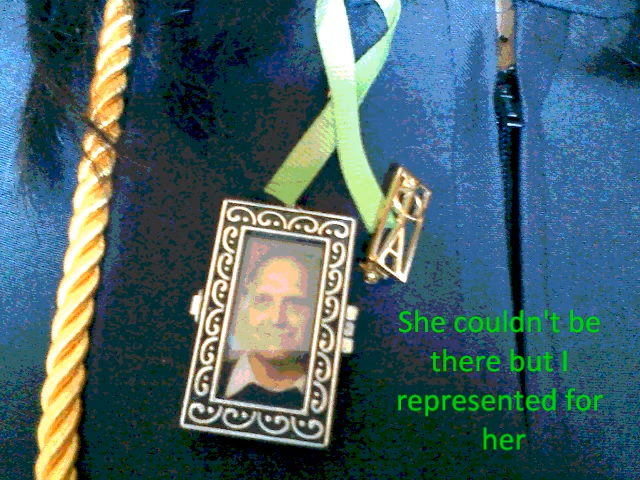 She couldn't be
there but I
represented for
her